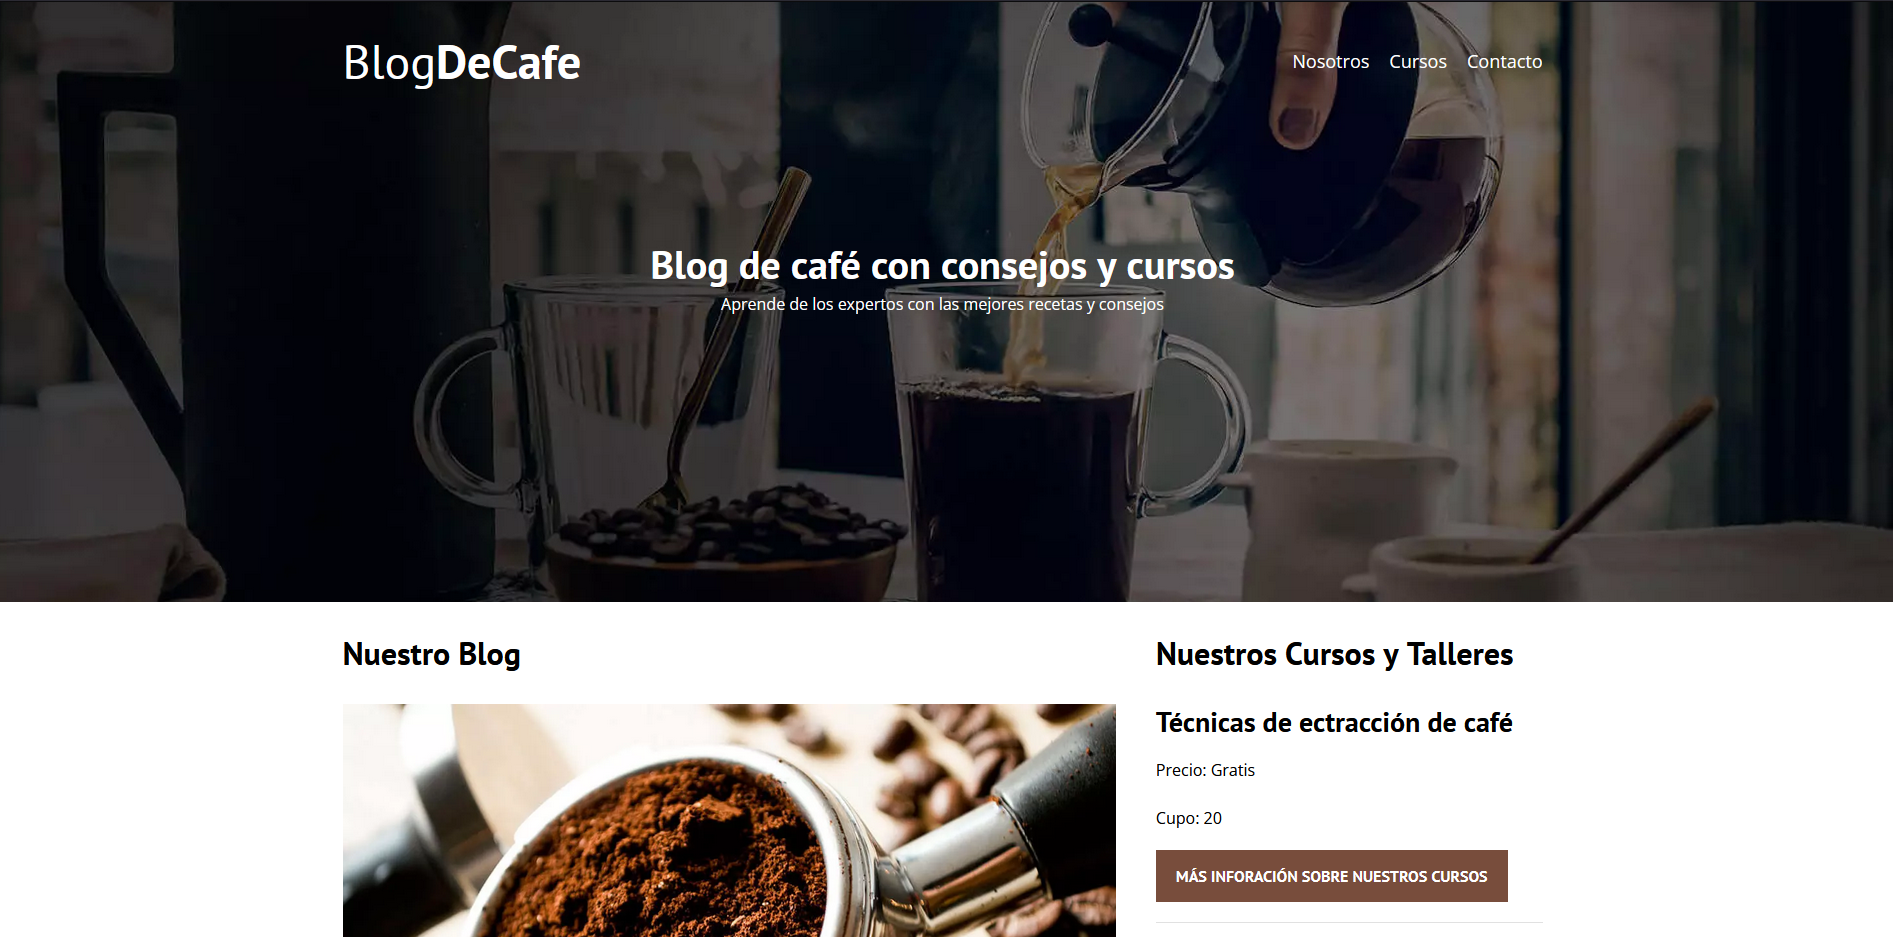 BlogDeCafe
Nosotros Cursos Contacto
Blog de café con consejos y cursos
Aprende de los expertos con las mejores recetas y consejos
Nuestro Blog
Nuestros Cursos y Talleres
Técnicas de ectracción de café
Precio: Gratis
Cupo: 20
MÁS INFORACIÓN SOBRE NUESTROS CURSOS